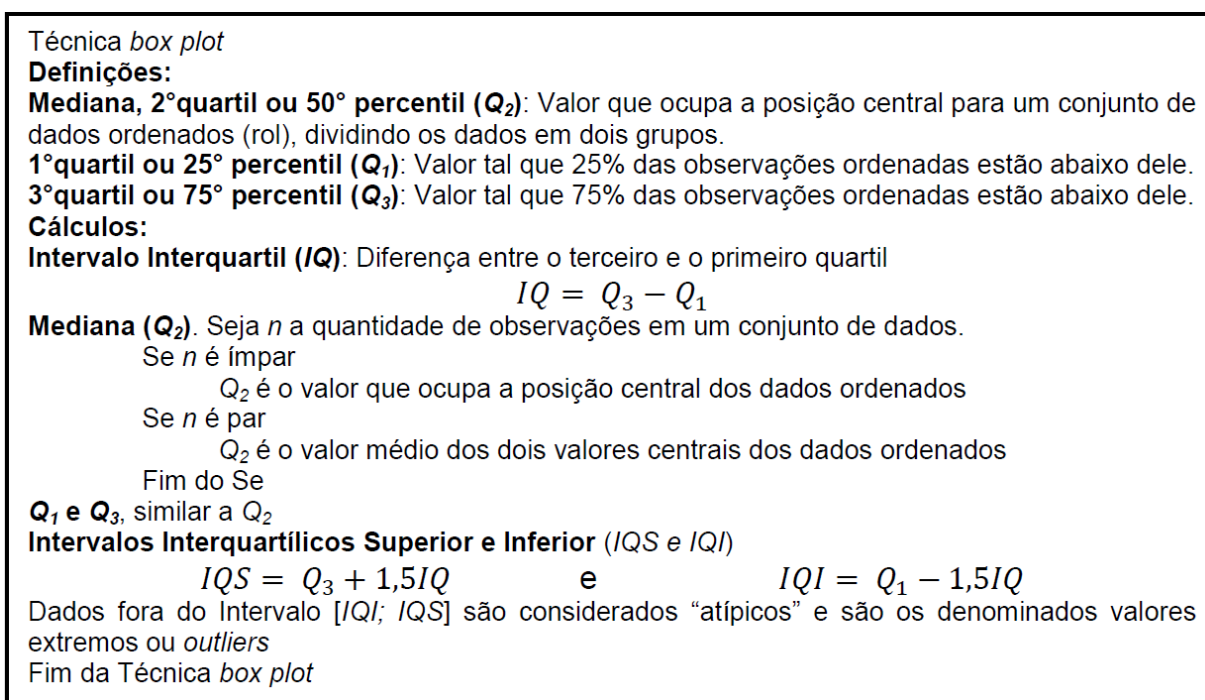 Técnica box plot
Definições:
Mediana, 2°quartil ou 50° percentil (Q₂): Valor que ocupa a posição central para um conjunto de
dados ordenados (rol), dividindo os dados em dois grupos.
1°quartil ou 25° percentil (Q₁): Valor tal que 25% das observações ordenadas estão abaixo dele.
3°quartil ou 75° percentil (Q₃): Valor tal que 75% das observações ordenadas estão abaixo dele.
Cálculos:
Intervalo Interquartil (IQ): Diferença entre o terceiro e o primeiro quartil
IQ = Q₃ − Q₁
Mediana (Q₂). Seja n a quantidade de observações em um conjunto de dados.
Se n é ímpar
Q₂ é o valor que ocupa a posição central dos dados ordenados
Se n é par
Q₂ é o valor médio dos dois valores centrais dos dados ordenados
Fim do Se
Q₁ e Q₃, similar a Q₂
Intervalos Interquartílicos Superior e Inferior (IQS e IQI)
IQS = Q₃ + 1,5IQ e IQI = Q₁ − 1,5IQ
Dados fora do Intervalo [IQI; IQS] são considerados “atípicos” e são os denominados valores
extremos ou outliers
Fim da Técnica box plot